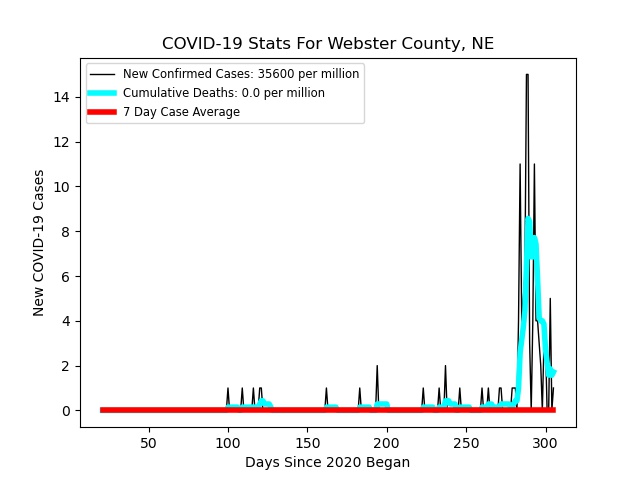 COVID-19 Stats For Webster County, NE
New Confirmed Cases: 35600 per million
Cumulative Deaths: 0.0 per million
7 Day Case Average
New COVID-19 Cases
14
12
10
8
6
4
2
0
50 100 150 200 250 300
Days Since 2020 Began